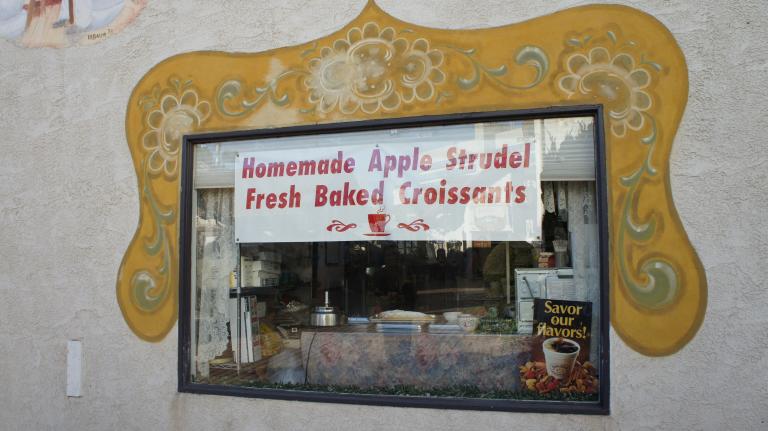 Homemade Apple Strudel
Fresh Baked Croissants
Savor
our
flavors!